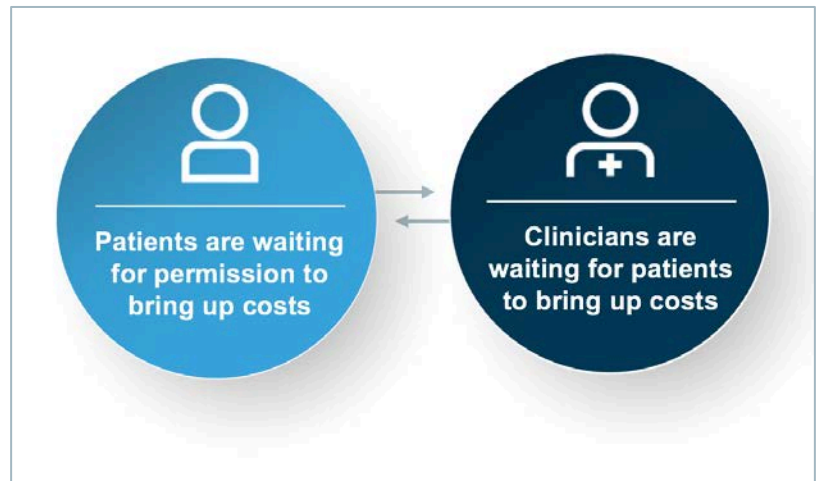 Patients are waiting
for permission to
bring up costs
Clinicians are
waiting for patients
to bring up costs